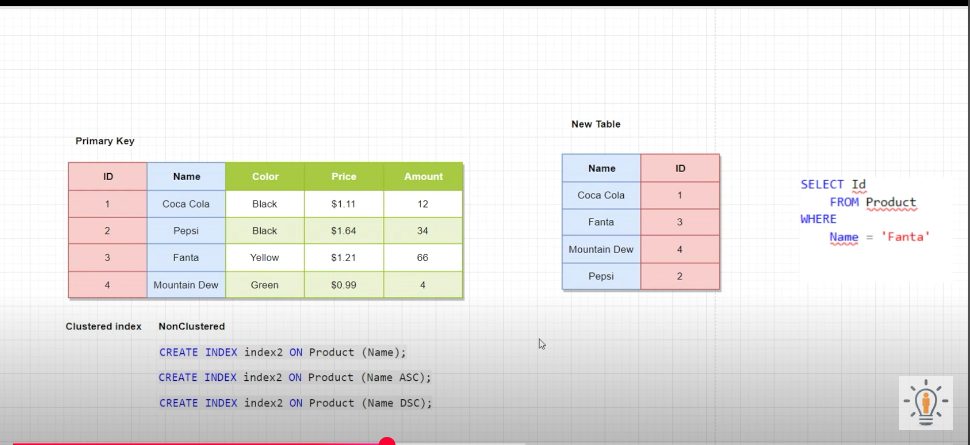 New Table
Primary Key
ID Name Color Price Amount
1 Coca Cola Black $1.11 12
2 Pepsi Black $1.64 34
3 Fanta Yellow $1.21 66
4 Mountain Dew Green $0.99 4
Name ID
Coca Cola 1
Fanta 3
Mountain Dew 4
Pepsi 2
SELECT Id
FROM Product
WHERE
Name = 'Fanta'
Clustered index NonClustered
CREATE INDEX index2 ON Product (Name);
CREATE INDEX index2 ON Product (Name ASC);
CREATE INDEX index2 ON Product (Name DSC);